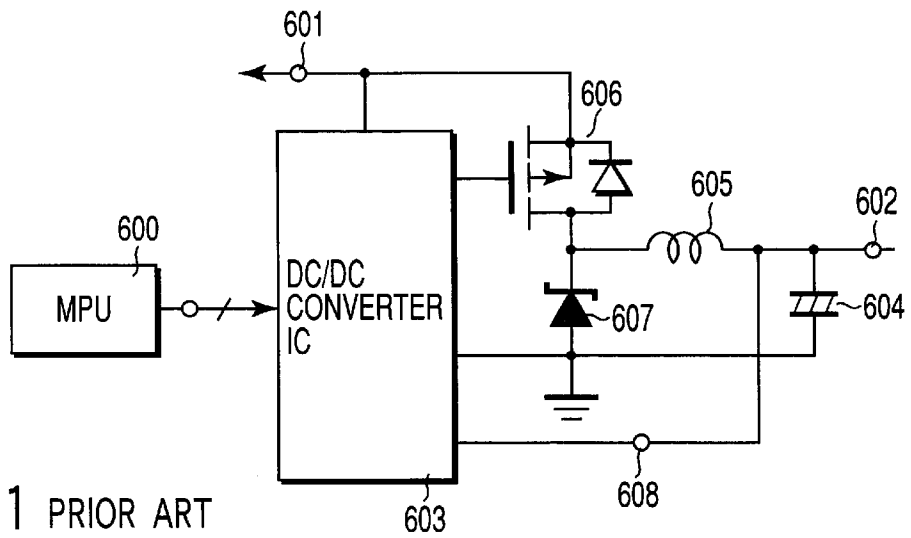 601
606
605
602
600
MPU
DC/DC
CONVERTER
IC
607
604
608
603
1 PRIOR ART